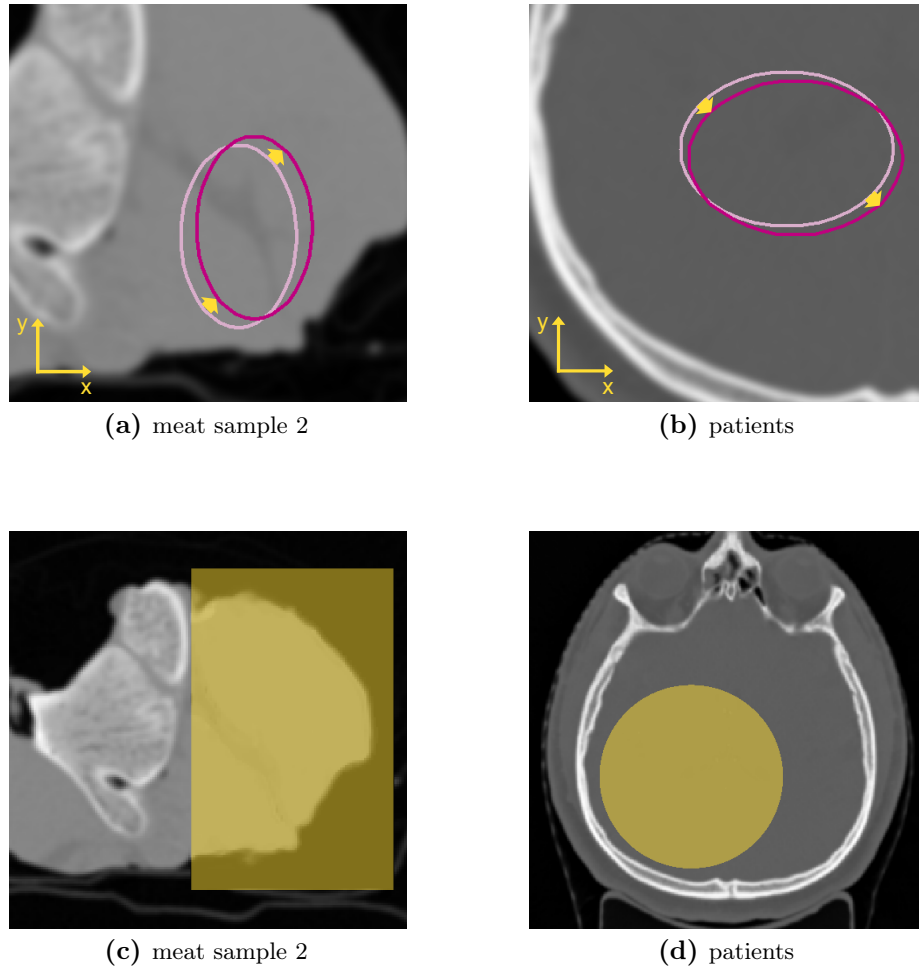 y
x
y
x
(a) meat sample 2
(b) patients
(c) meat sample 2
(d) patients